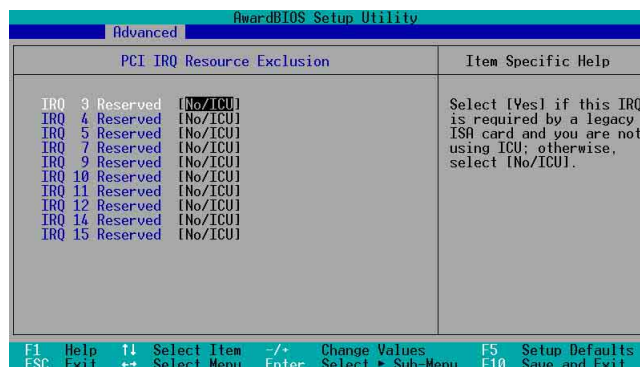 AwardBIOS Setup Utility
Advanced
PCI IRQ Resource Exclusion
Item Specific Help
IRQ 3 Reserved [No/ICU]
IRQ 4 Reserved [No/ICU]
IRQ 5 Reserved [No/ICU]
IRQ 7 Reserved [No/ICU]
IRQ 9 Reserved [No/ICU]
IRQ 10 Reserved [No/ICU]
IRQ 11 Reserved [No/ICU]
IRQ 12 Reserved [No/ICU]
IRQ 14 Reserved [No/ICU]
IRQ 15 Reserved [No/ICU]
Select [Yes] if this IRQ
is required by a legacy
ISA card and you are not
using ICU; otherwise,
select [No/ICU].
F1 Help ↑↓ Select Item -/+ Change Values F5 Setup Defaults
ESC Exit ←→ Select Menu Enter Select ► Sub-Menu F10 Save and Exit